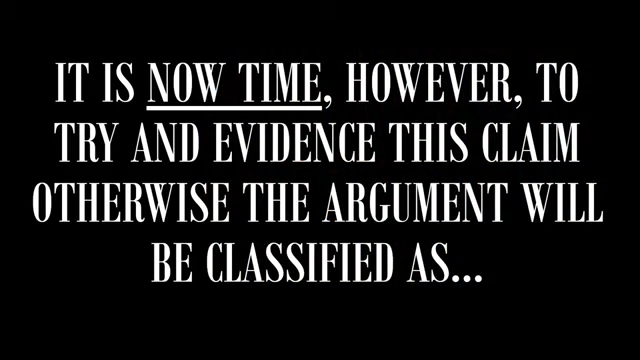 IT IS NOW TIME, HOWEVER, TO
TRY AND EVIDENCE THIS CLAIM
OTHERWISE THE ARGUMENT WILL
BE CLASSIFIED AS...